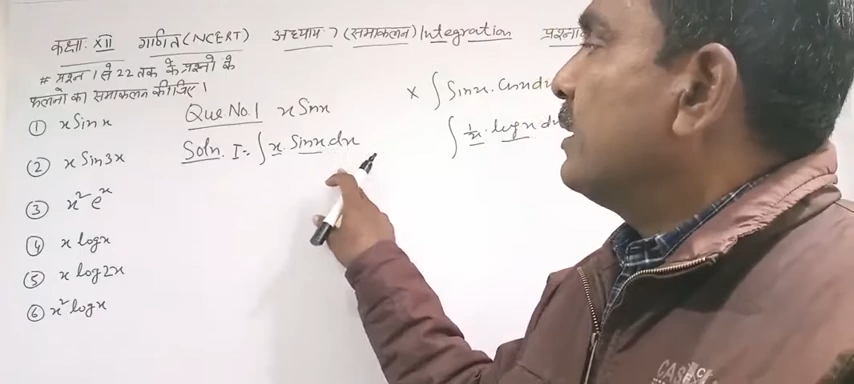 कक्षा XII गणित (NCERT) अध्याय 7 (समाकलन) Integration
# प्रश्न 1 से 22 तक के प्रश्नों के
फलनों का समाकलन कीजिए।
① x Sin x
② x Sin 3x
③ x² eˣ
④ x log x
⑤ x log 2x
⑥ x² log x
Que. No. 1 x Sin x
Soln. I = ∫ x. Sin x dx
× ∫ Sin x. Cos x dx
∫ 1/x . log x dx